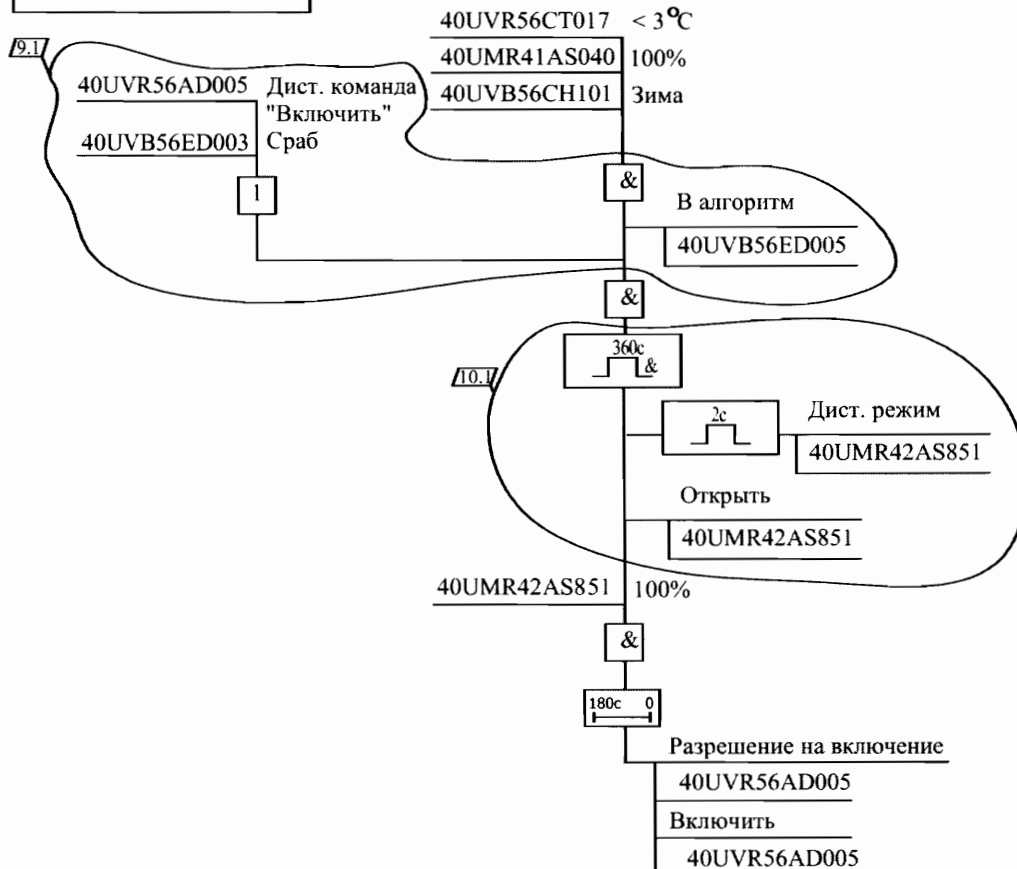 40UVR56CT017 < 3°C
9.1
40UMR41AS040 100%
40UVR56AD005 Дист. команда
"Включить"
40UVB56CH101 Зима
40UVB56ED003 Сраб
1
&
В алгоритм
40UVB56ED005
&
360с
&
10.1
2с
Дист. режим
40UMR42AS851
Открыть
40UMR42AS851
40UMR42AS851 100%
&
180с 0
Разрешение на включение
40UVR56AD005
Включить
40UVR56AD005